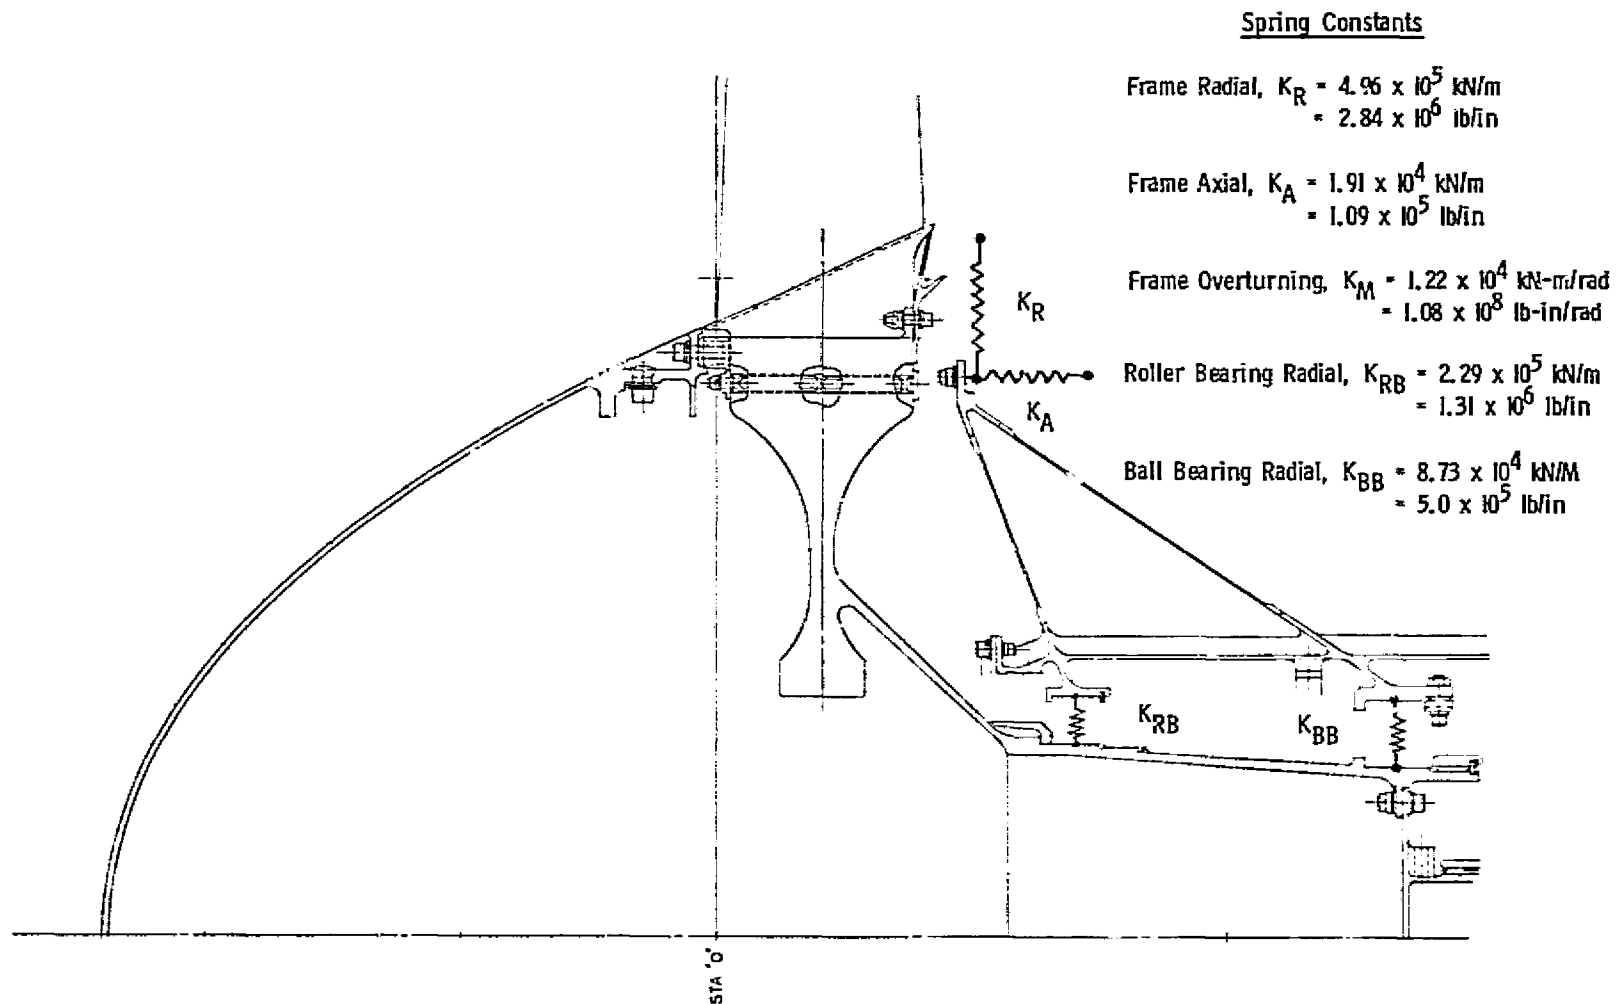 Spring Constants
Frame Radial, K_R = 4.96 x 10^5 kN/m
= 2.84 x 10^6 lb/in
Frame Axial, K_A = 1.91 x 10^4 kN/m
= 1.09 x 10^5 lb/in
Frame Overturning, K_M = 1.22 x 10^4 kN-m/rad
= 1.08 x 10^8 lb-in/rad
Roller Bearing Radial, K_RB = 2.29 x 10^5 kN/m
= 1.31 x 10^6 lb/in
Ball Bearing Radial, K_BB = 8.73 x 10^4 kN/M
= 5.0 x 10^5 lb/in
K_R
K_A
K_RB
K_BB
STA '0'